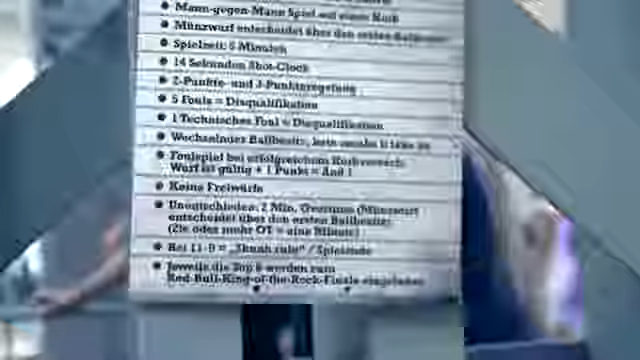 Mann-gegen-Mann Spiel auf einen Korb
Münzwurf entscheidet über den ersten Ballbesitz
Spielzeit: 5 Minuten
14 Sekunden Shot-Clock
2-Punkte- und 3-Punkteregelung
5 Fouls = Disqualifikation
1 Technisches Foul = Disqualifikation
Wechselnder Ballbesitz, kein
Foulspiel bei erfolgreichem Korbversuch:
Wurf ist gültig + 1 Punkt = And 1
Keine Freiwürfe
Unentschieden: 2 Min. Overtime (Münzwurf
entscheidet über den ersten Ballbesitz)
(2te oder mehr OT = eine Minute)
Bei 11-0 = „Skunk rule" / Spielende
Jeweils die Top 8 werden zum
Red-Bull-King-of-the-Rock-Finale eingeladen